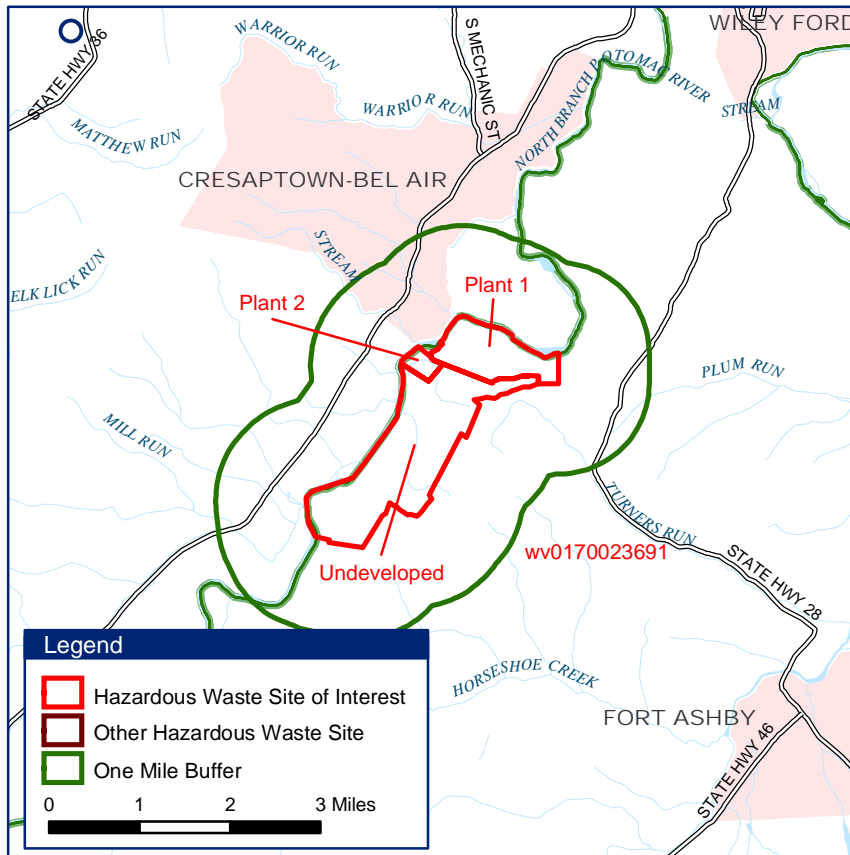 WILEY FORD
WARRIOR RUN
STATE HWY 36
S MECHANIC ST
WARRIOR RUN
MATTHEW RUN
NORTH BRANCH POTOMAC RIVER
STREAM
CRESAPTOWN-BEL AIR
STREAM
ELK LICK RUN
Plant 2
Plant 1
PLUM RUN
MILL RUN
TURNERS RUN
wv0170023691
STATE HWY 28
Undeveloped
HORSESHOE CREEK
FORT ASHBY
STATE HWY 46
Legend
Hazardous Waste Site of Interest
Other Hazardous Waste Site
One Mile Buffer
0 1 2 3 Miles